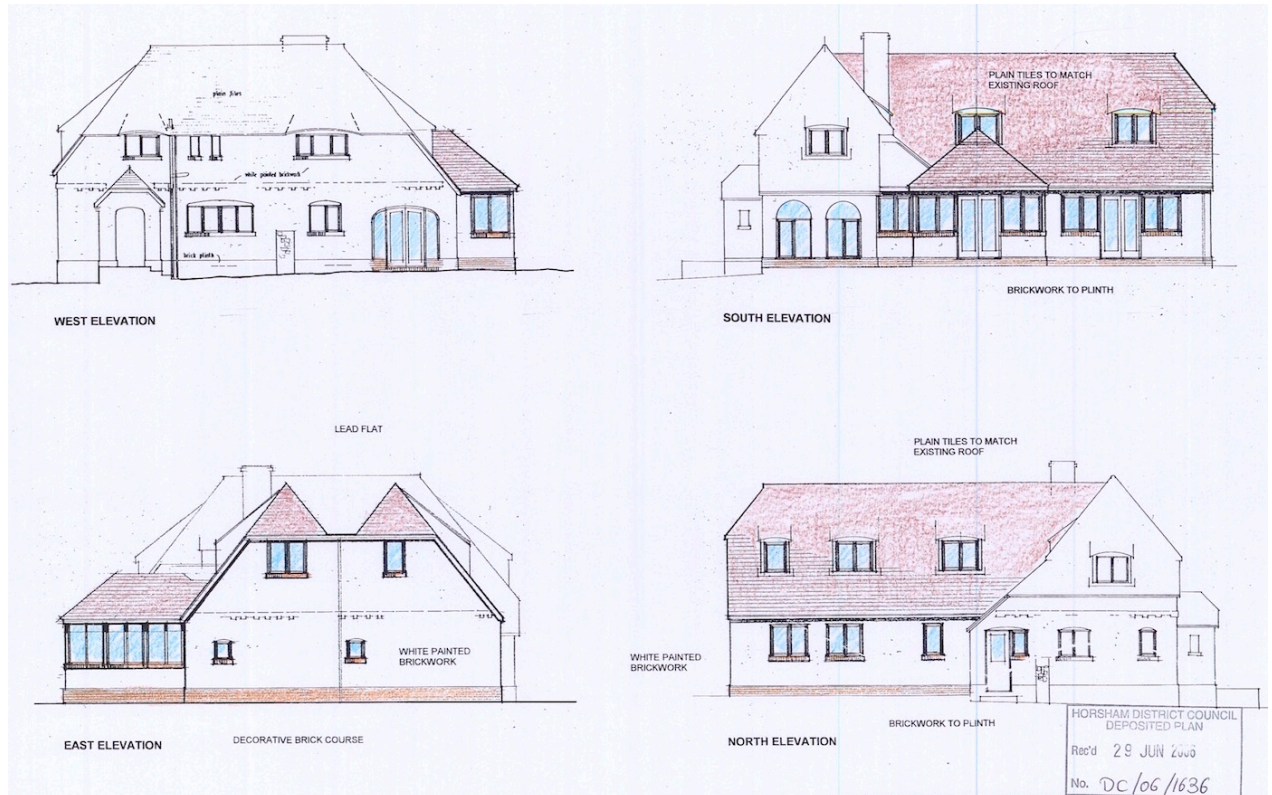 plain tiles
white painted brickwork
brick plinth
WEST ELEVATION
PLAIN TILES TO MATCH
EXISTING ROOF
BRICKWORK TO PLINTH
SOUTH ELEVATION
LEAD FLAT
WHITE PAINTED
BRICKWORK
EAST ELEVATION
DECORATIVE BRICK COURSE
PLAIN TILES TO MATCH
EXISTING ROOF
WHITE PAINTED
BRICKWORK
BRICKWORK TO PLINTH
NORTH ELEVATION
HORSHAM DISTRICT COUNCIL
DEPOSITED PLAN
Rec'd 29 JUN 2006
No. DC/06/1636